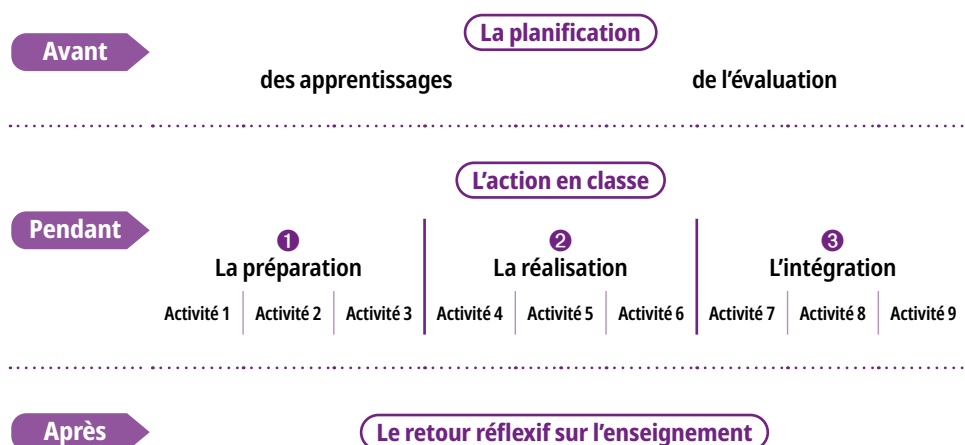 Avant
La planification
des apprentissages de l'évaluation
L'action en classe
Pendant
❶ ❷ ❸
La préparation La réalisation L'intégration
Activité 1 Activité 2 Activité 3 Activité 4 Activité 5 Activité 6 Activité 7 Activité 8 Activité 9
Après
Le retour réflexif sur l'enseignement